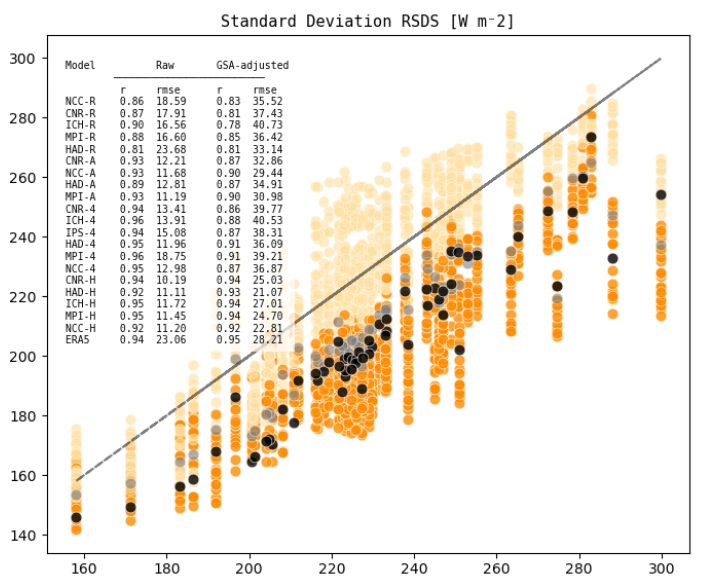 Standard Deviation RSDS [W m⁻2]
Model Raw GSA-adjusted
r rmse r rmse
NCC-R 0.86 18.59 0.83 35.52
CNR-R 0.87 17.91 0.81 37.43
ICH-R 0.90 16.56 0.78 40.73
MPI-R 0.88 16.60 0.85 36.42
HAD-R 0.81 23.68 0.81 33.14
CNR-A 0.93 12.21 0.87 32.86
NCC-A 0.93 11.68 0.90 29.44
HAD-A 0.89 12.81 0.87 34.91
MPI-A 0.93 11.19 0.90 30.98
CNR-4 0.94 13.41 0.86 39.77
ICH-4 0.96 13.91 0.88 40.53
IPS-4 0.94 15.08 0.87 38.31
HAD-4 0.95 11.96 0.91 36.09
MPI-4 0.96 18.75 0.91 39.21
NCC-4 0.95 12.98 0.87 36.87
CNR-H 0.94 10.19 0.94 25.03
HAD-H 0.92 11.11 0.93 21.07
ICH-H 0.95 11.72 0.94 27.01
MPI-H 0.95 11.45 0.94 24.70
NCC-H 0.92 11.20 0.92 22.81
ERA5 0.94 23.06 0.95 28.21
300
280
260
240
220
200
180
160
140
160 180 200 220 240 260 280 300